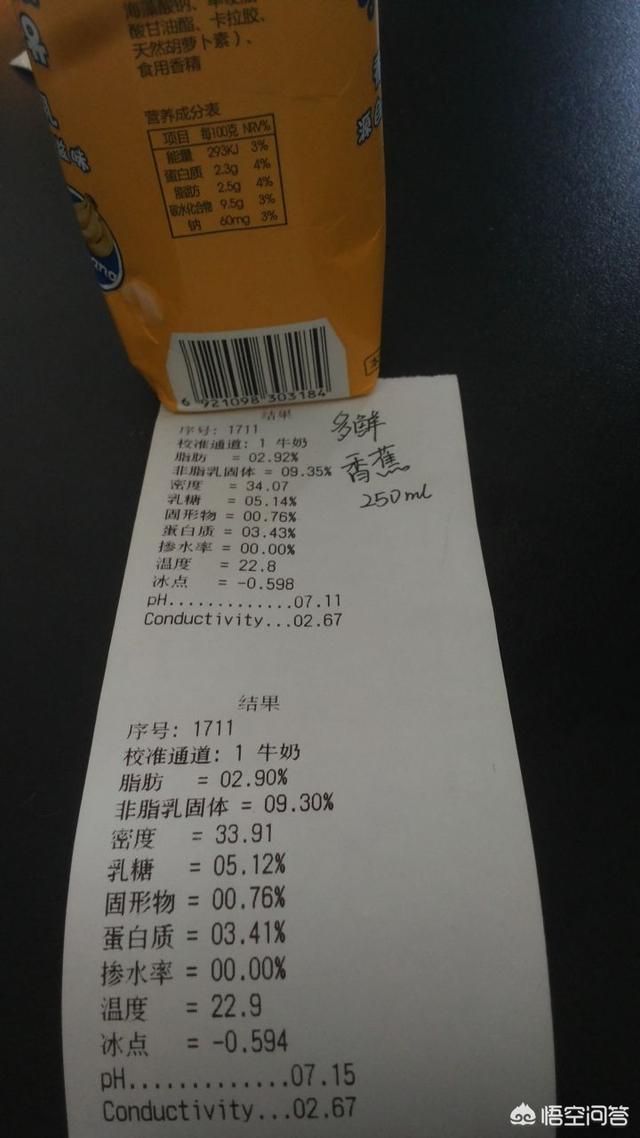 海藻酸钠、单硬脂
酸甘油酯、卡拉胶、
天然胡萝卜素)、
食用香精
营养成分表
项目 每100克 NRV%
能量 293KJ 3%
蛋白质 2.3g 4%
脂肪 2.5g 4%
碳水化合物 9.5g 3%
钠 60mg 3%
6 921098 303184
结果
序号: 1711
校准通道: 1 牛奶
脂肪 = 02.92%
非脂乳固体 = 09.35%
密度 = 34.07
乳糖 = 05.14%
固形物 = 00.76%
蛋白质 = 03.43%
掺水率 = 00.00%
温度 = 22.8
冰点 = -0.598
pH.............07.11
Conductivity...02.67
多鲜
香蕉
250ml
结果
序号: 1711
校准通道: 1 牛奶
脂肪 = 02.90%
非脂乳固体 = 09.30%
密度 = 33.91
乳糖 = 05.12%
固形物 = 00.76%
蛋白质 = 03.41%
掺水率 = 00.00%
温度 = 22.9
冰点 = -0.594
pH.............07.15
Conductivity...02.67
悟空问答